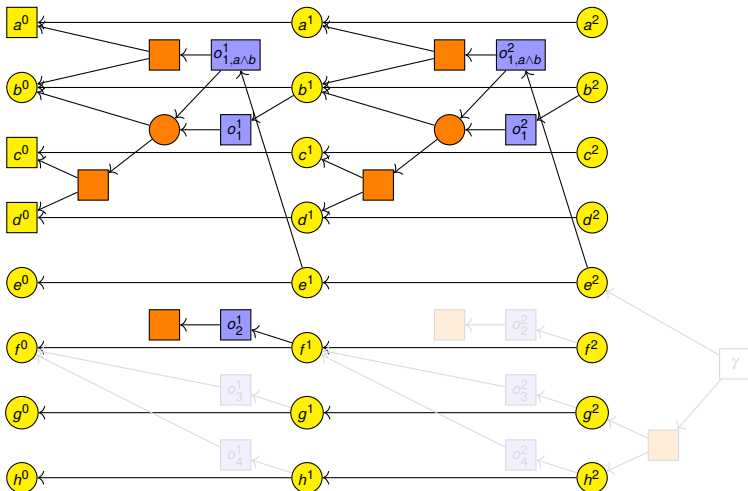 a⁰ a¹ a²
o¹₁,ₐ∧b o²₁,ₐ∧b
b⁰ b¹ b²
o¹₁ o²₁
c⁰ c¹ c²
d⁰ d¹ d²
e⁰ e¹ e²
o¹₂ o²₂
f⁰ f¹ f²
γ
o¹₃ o²₃
g⁰ g¹ g²
o¹₄ o²₄
h⁰ h¹ h²